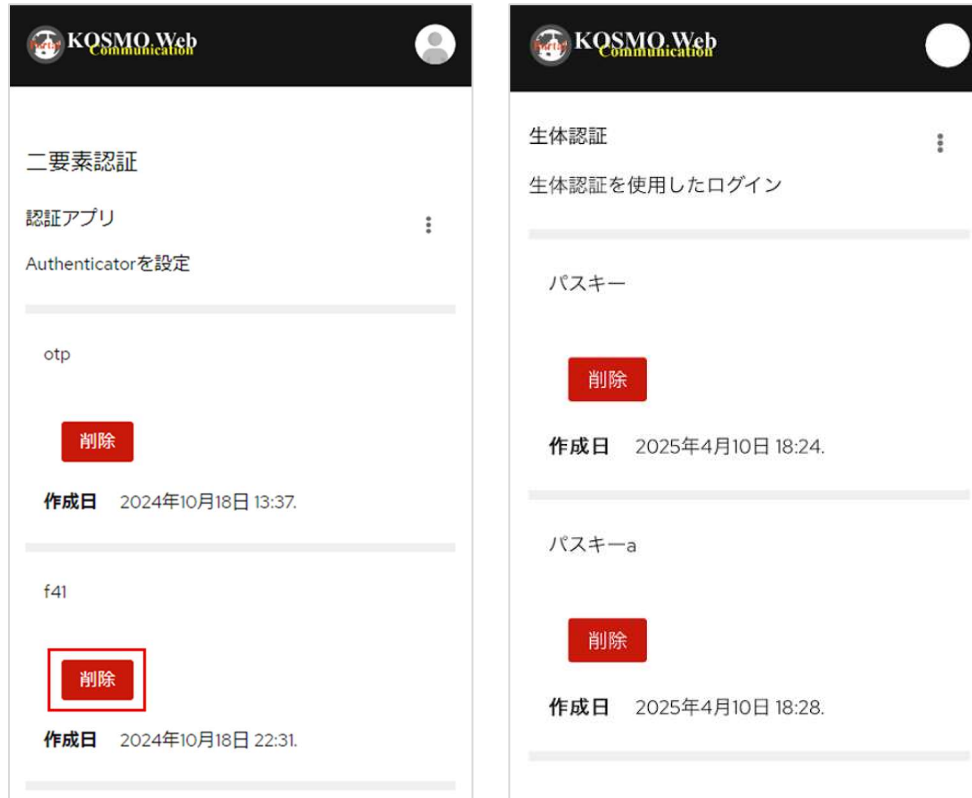 Portal KOSMO Web
Communication
二要素認証
認証アプリ
Authenticatorを設定
otp
削除
作成日 2024年10月18日 13:37.
f41
削除
作成日 2024年10月18日 22:31.
Portal KOSMO Web
Communication
生体認証
生体認証を使用したログイン
パスキー
削除
作成日 2025年4月10日 18:24.
パスキーa
削除
作成日 2025年4月10日 18:28.